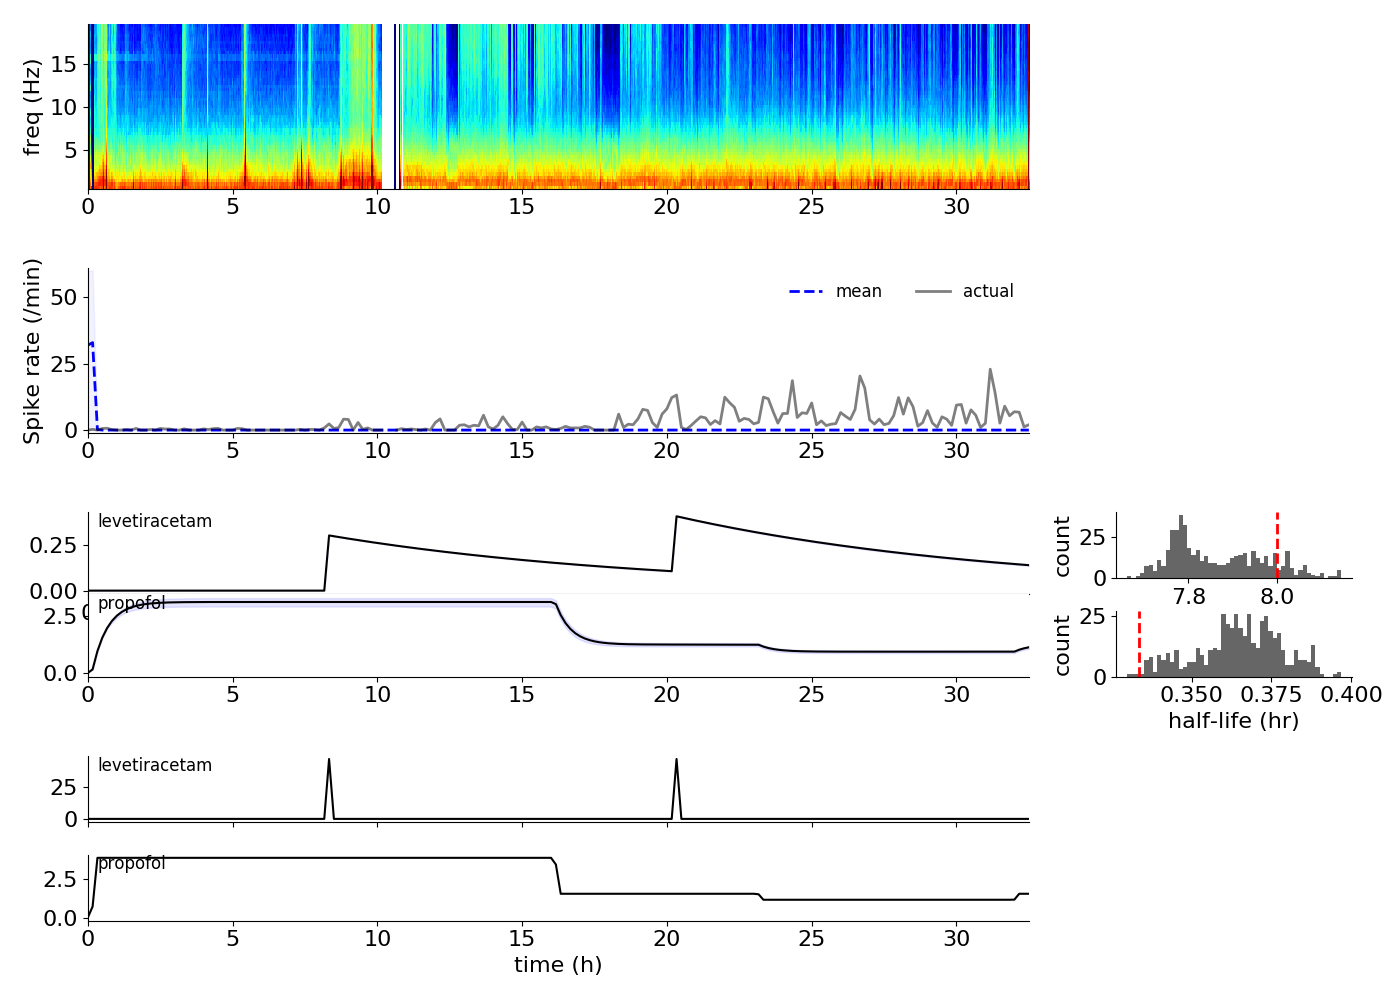 freq (Hz)
15
10
5
0 5 10 15 20 25 30
Spike rate (/min)
50
25
0
mean actual
0 5 10 15 20 25 30
levetiracetam
0.25
0.00
0
propofol
2.5
0.0
0 5 10 15 20 25 30
count
25
0
7.8 8.0
count
25
0
0.350 0.375 0.400
half-life (hr)
levetiracetam
25
0
propofol
2.5
0.0
0 5 10 15 20 25 30
time (h)